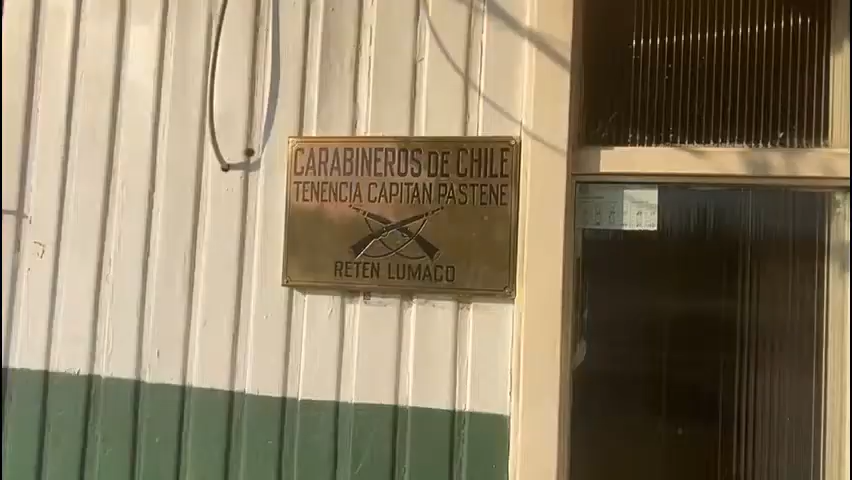 CARABINEROS DE CHILE
TENENCIA CAPITAN PASTENE
RETEN LUMACO